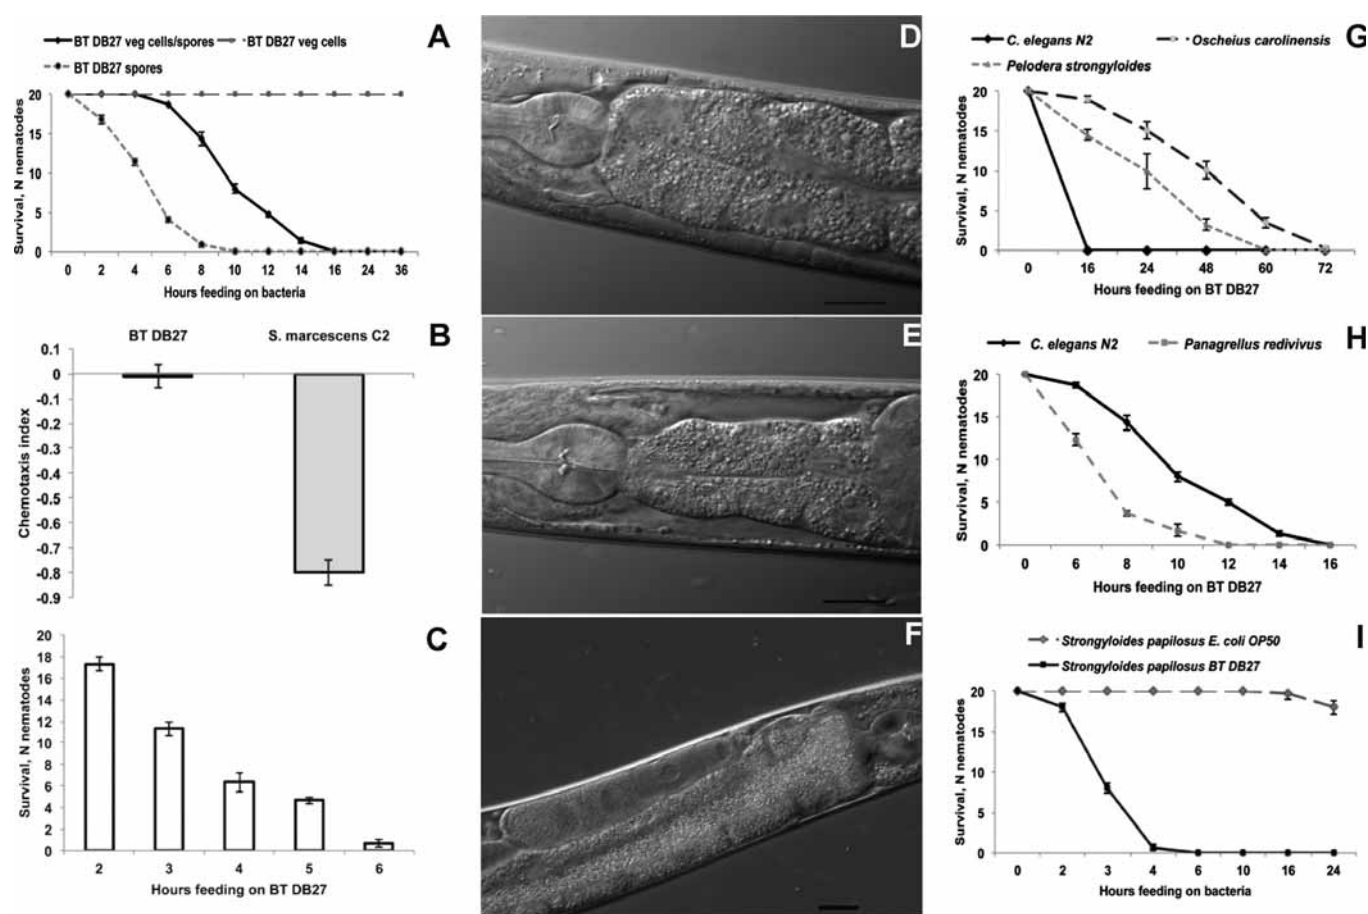 A
BT DB27 veg cells/spores BT DB27 veg cells
BT DB27 spores
Survival, N nematodes
20
15
10
5
0
0 2 4 6 8 10 12 14 16 24 36
Hours feeding on bacteria
B
BT DB27 S. marcescens C2
Chemotaxis index
0.1
0
-0.1
-0.2
-0.3
-0.4
-0.5
-0.6
-0.7
-0.8
-0.9
C
Survival, N nematodes
20
18
16
14
12
10
8
6
4
2
0
2 3 4 5 6
Hours feeding on BT DB27
D
E
F
G
C. elegans N2 Oscheius carolinensis
Pelodera strongyloides
Survival, N nematodes
20
15
10
5
0
0 16 24 48 60 72
Hours feeding on BT DB27
H
C. elegans N2 Panagrellus redivivus
Survival, N nematodes
20
15
10
5
0
0 6 8 10 12 14 16
Hours feeding on BT DB27
I
Strongyloides papilosus E. coli OP50
Strongyloides papilosus BT DB27
Survival, N nematodes
20
15
10
5
0
0 2 3 4 6 10 16 24
Hours feeding on bacteria